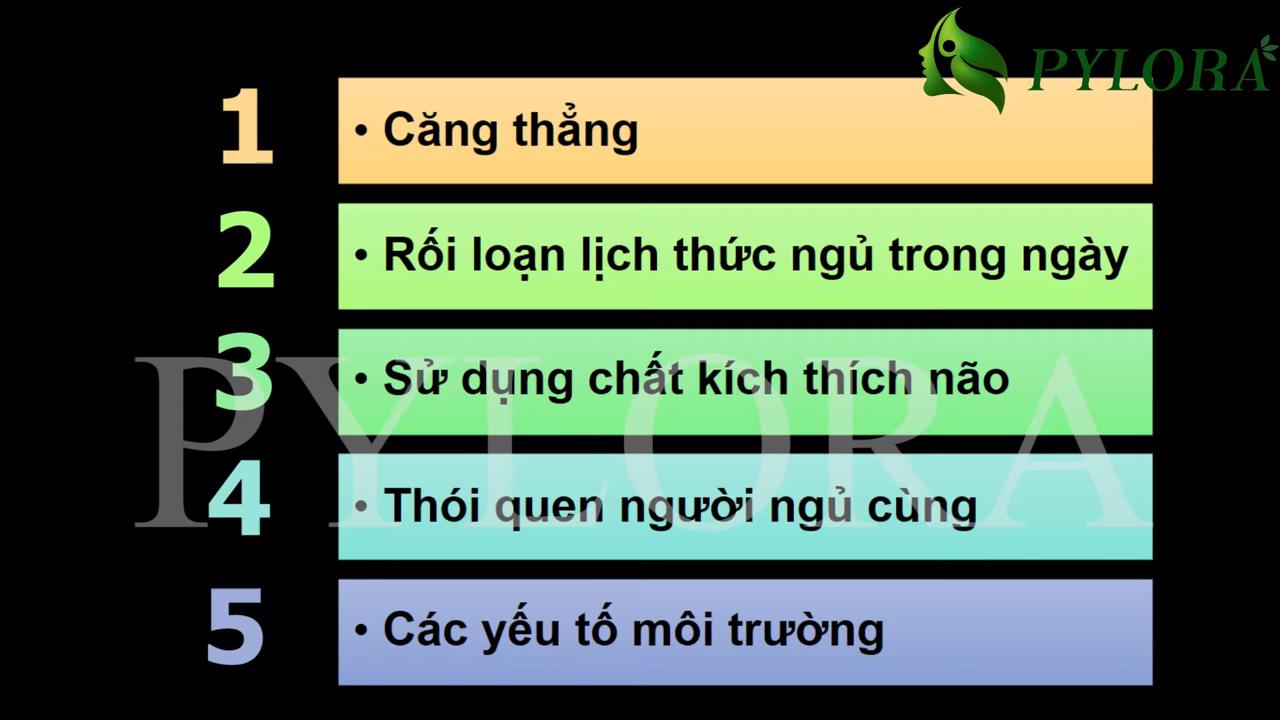 PYLORA
1
• Căng thẳng
2
• Rối loạn lịch thức ngủ trong ngày
3
• Sử dụng chất kích thích não
PYLORA
4
• Thói quen người ngủ cùng
5
• Các yếu tố môi trường